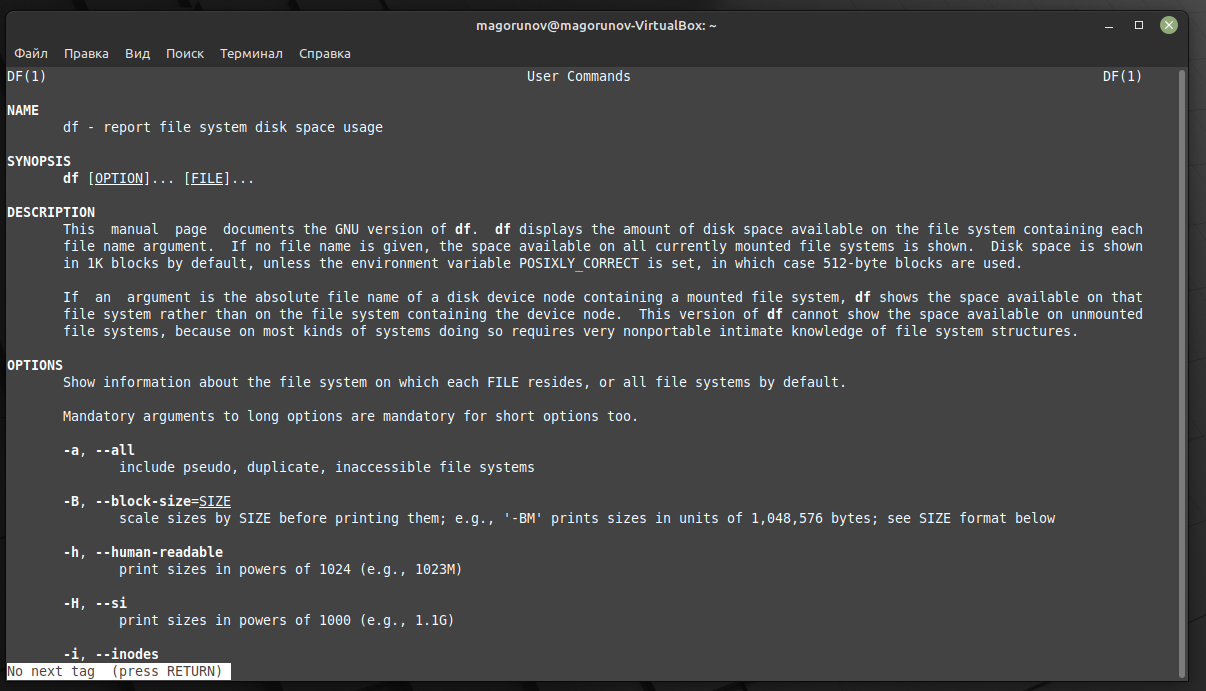 magorunov@magorunov-VirtualBox: ~
Файл Правка Вид Поиск Терминал Справка
DF(1) User Commands DF(1)
NAME
df - report file system disk space usage
SYNOPSIS
df [OPTION]... [FILE]...
DESCRIPTION
This manual page documents the GNU version of df. df displays the amount of disk space available on the file system containing each
file name argument. If no file name is given, the space available on all currently mounted file systems is shown. Disk space is shown
in 1K blocks by default, unless the environment variable POSIXLY_CORRECT is set, in which case 512-byte blocks are used.
If an argument is the absolute file name of a disk device node containing a mounted file system, df shows the space available on that
file system rather than on the file system containing the device node. This version of df cannot show the space available on unmounted
file systems, because on most kinds of systems doing so requires very nonportable intimate knowledge of file system structures.
OPTIONS
Show information about the file system on which each FILE resides, or all file systems by default.
Mandatory arguments to long options are mandatory for short options too.
-a, --all
include pseudo, duplicate, inaccessible file systems
-B, --block-size=SIZE
scale sizes by SIZE before printing them; e.g., '-BM' prints sizes in units of 1,048,576 bytes; see SIZE format below
-h, --human-readable
print sizes in powers of 1024 (e.g., 1023M)
-H, --si
print sizes in powers of 1000 (e.g., 1.1G)
-i, --inodes
No next tag (press RETURN)